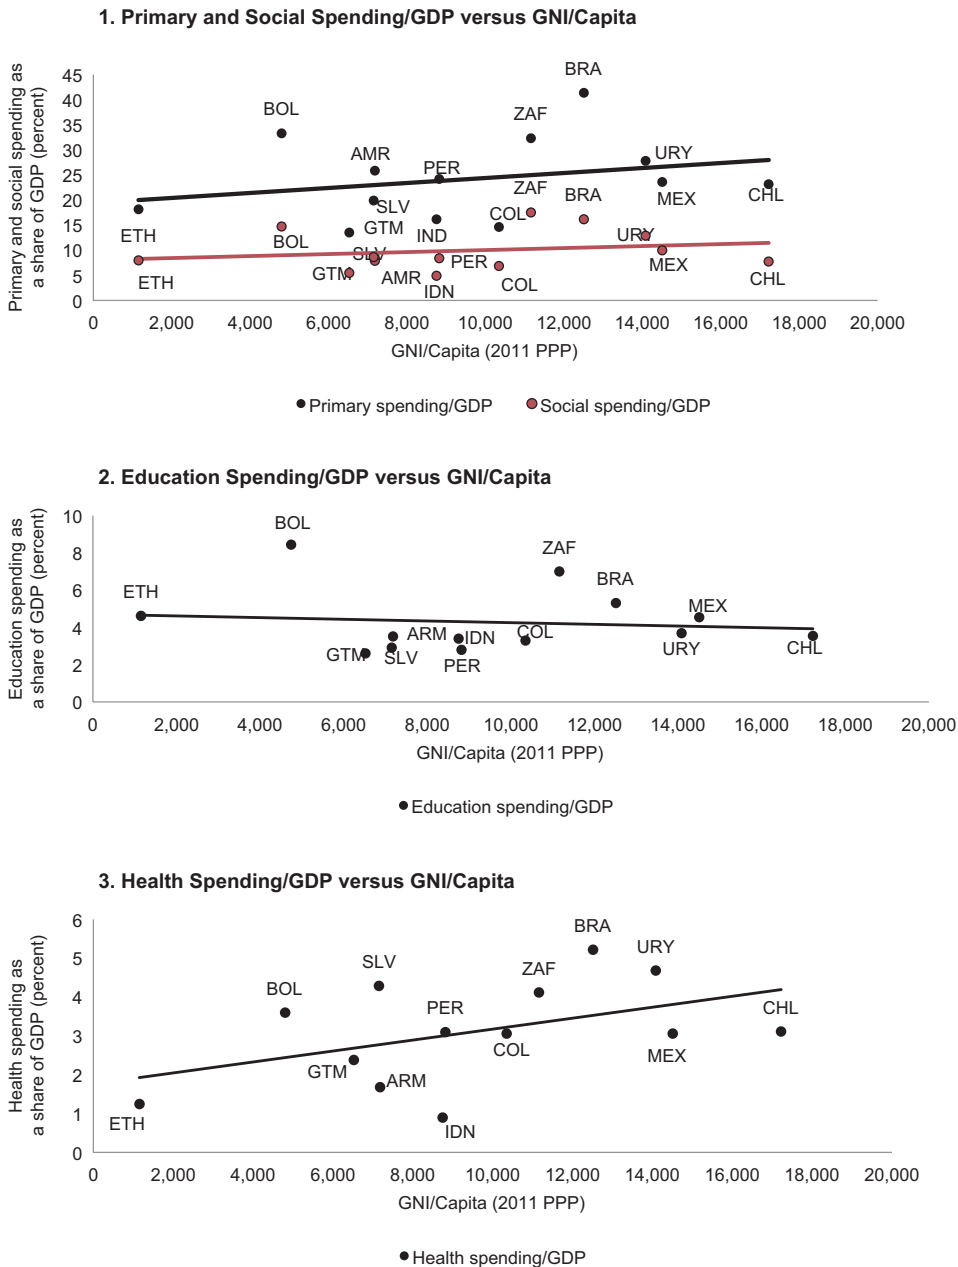 1. Primary and Social Spending/GDP versus GNI/Capita
Primary and social spending as
a share of GDP (percent)
45
40
35
30
25
20
15
10
5
0
BRA
BOL
ZAF
AMR
URY
PER
ZAF
BRA
MEX
CHL
SLV
COL
GTM
ETH
IND
URY
BOL
SLV
PER
MEX
GTM
AMR
CHL
ETH
IDN
COL
0 2,000 4,000 6,000 8,000 10,000 12,000 14,000 16,000 18,000 20,000
GNI/Capita (2011 PPP)
Primary spending/GDP Social spending/GDP
2. Education Spending/GDP versus GNI/Capita
Education spending as
a share of GDP (percent)
10
8
6
4
2
0
BOL
ZAF
BRA
ETH
MEX
ARM
IDN
COL
GTM
SLV
PER
URY
CHL
0 2,000 4,000 6,000 8,000 10,000 12,000 14,000 16,000 18,000 20,000
GNI/Capita (2011 PPP)
Education spending/GDP
3. Health Spending/GDP versus GNI/Capita
Health spending as
a share of GDP (percent)
6
5
4
3
2
1
0
BRA
URY
SLV
ZAF
BOL
PER
CHL
COL
MEX
GTM
ARM
ETH
IDN
0 2,000 4,000 6,000 8,000 10,000 12,000 14,000 16,000 18,000 20,000
GNI/Capita (2011 PPP)
Health spending/GDP